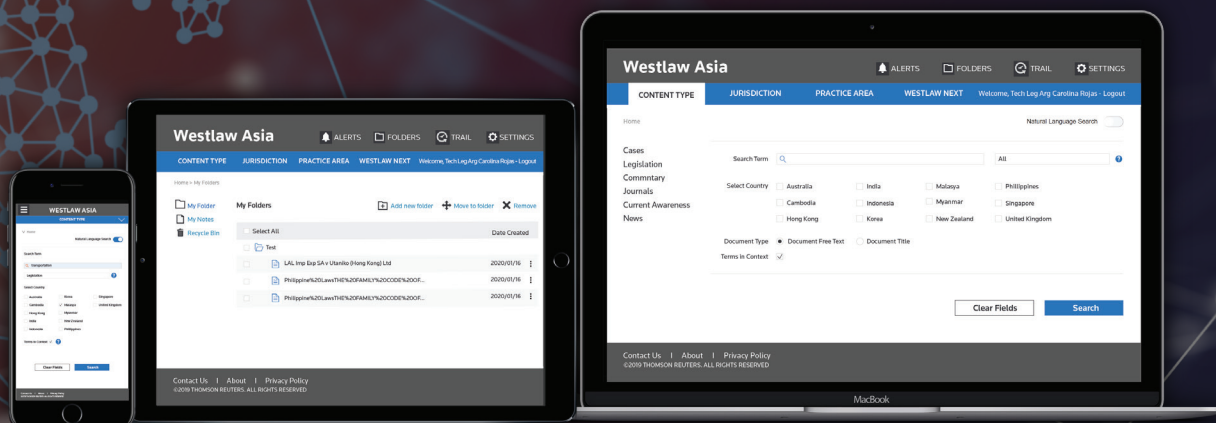 WESTLAW ASIA
CONTENT TYPE
Home
Natural Language Search
Search Term
Transportation
Legislation
Select Country
Australia Korea Singapore
Cambodia Malasya United Kingdom
Hong Kong Myanmar
India New Zealand
Indonesia Philippines
Terms in Context
Clear Fields Search
Westlaw Asia ALERTS FOLDERS TRAIL SETTINGS
CONTENT TYPE JURISDICTION PRACTICE AREA WESTLAW NEXT Welcome, Tech Leg Arg Carolina Rojas - Logout
Home > My Folders
My Folder My Folders Add new folder Move to folder Remove
My Notes
Recycle Bin Select All Date Created
Test
LAL Imp Exp SA v Utaniko (Hong Kong) Ltd 2020/01/16
Philippine%20LawsTHE%20FAMILY%20CODE%20OF... 2020/01/16
Philippine%20LawsTHE%20FAMILY%20CODE%20OF... 2020/01/16
Contact Us | About | Privacy Policy
©2019 THOMSON REUTERS. ALL RIGHTS RESERVED
Westlaw Asia ALERTS FOLDERS TRAIL SETTINGS
CONTENT TYPE JURISDICTION PRACTICE AREA WESTLAW NEXT Welcome, Tech Leg Arg Carolina Rojas - Logout
Home Natural Language Search
Cases
Legislation
Commntary
Journals
Current Awareness
News
Search Term All
Select Country Australia India Malasya Phillippines
Cambodia Indonesia Myanmar Singapore
Hong Kong Korea New Zealand United Kingdom
Document Type Document Free Text Document Title
Terms in Context
Clear Fields Search
Contact Us | About | Privacy Policy
©2019 THOMSON REUTERS. ALL RIGHTS RESERVED
MacBook